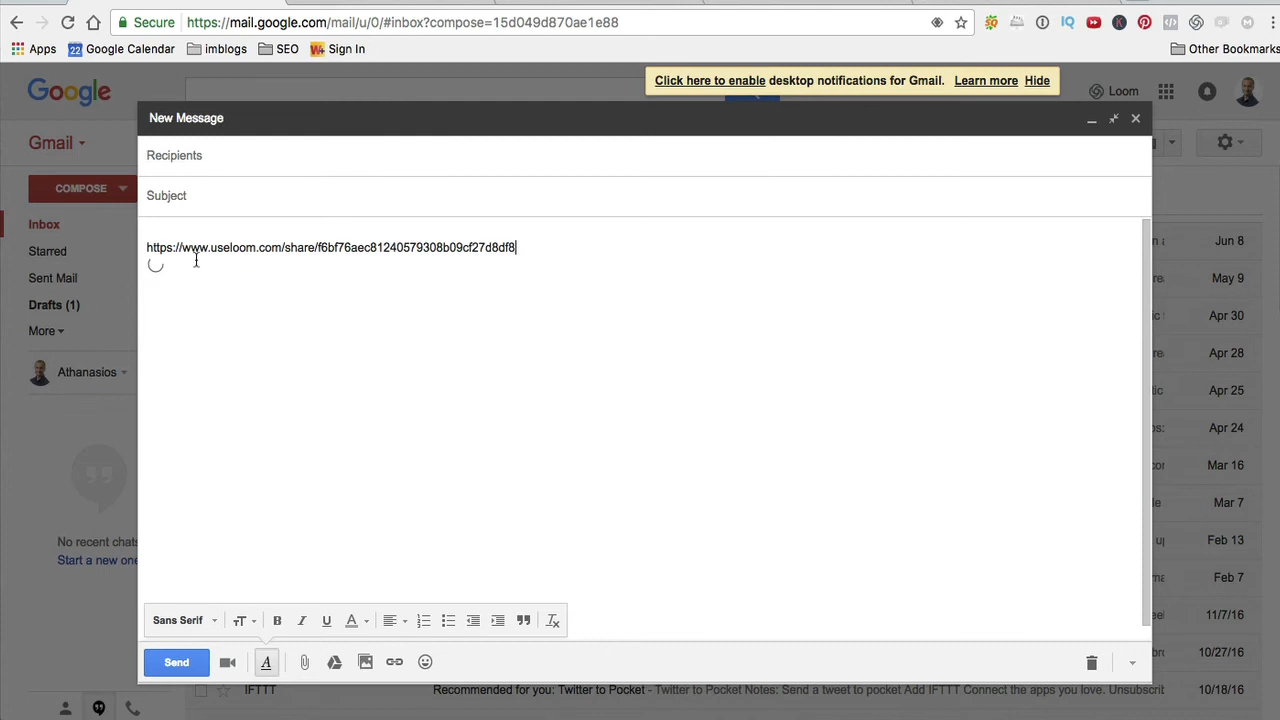 Secure https://mail.google.com/mail/u/0/#inbox?compose=15d049d870ae1e88
Apps 22 Google Calendar imblogs SEO W+ Sign In Other Bookmarks
Click here to enable desktop notifications for Gmail. Learn more Hide
Google Loom
New Message
Gmail
Recipients
COMPOSE
Subject
Inbox
Starred
Sent Mail
Drafts (1)
More
https://www.useloom.com/share/f6bf76aec81240579308b09cf27d8df8
Athanasios
No recent chats
Start a new one
Jun 8
May 9
Apr 30
Apr 28
Apr 25
Apr 24
Mar 16
Mar 7
Feb 13
Feb 7
11/7/16
10/27/16
Sans Serif
Send
IFTTT Recommended for you: Twitter to Pocket - Twitter to Pocket Notes: Send a tweet to pocket Add IFTTT Connect the apps you love. Unsubscrib 10/18/16